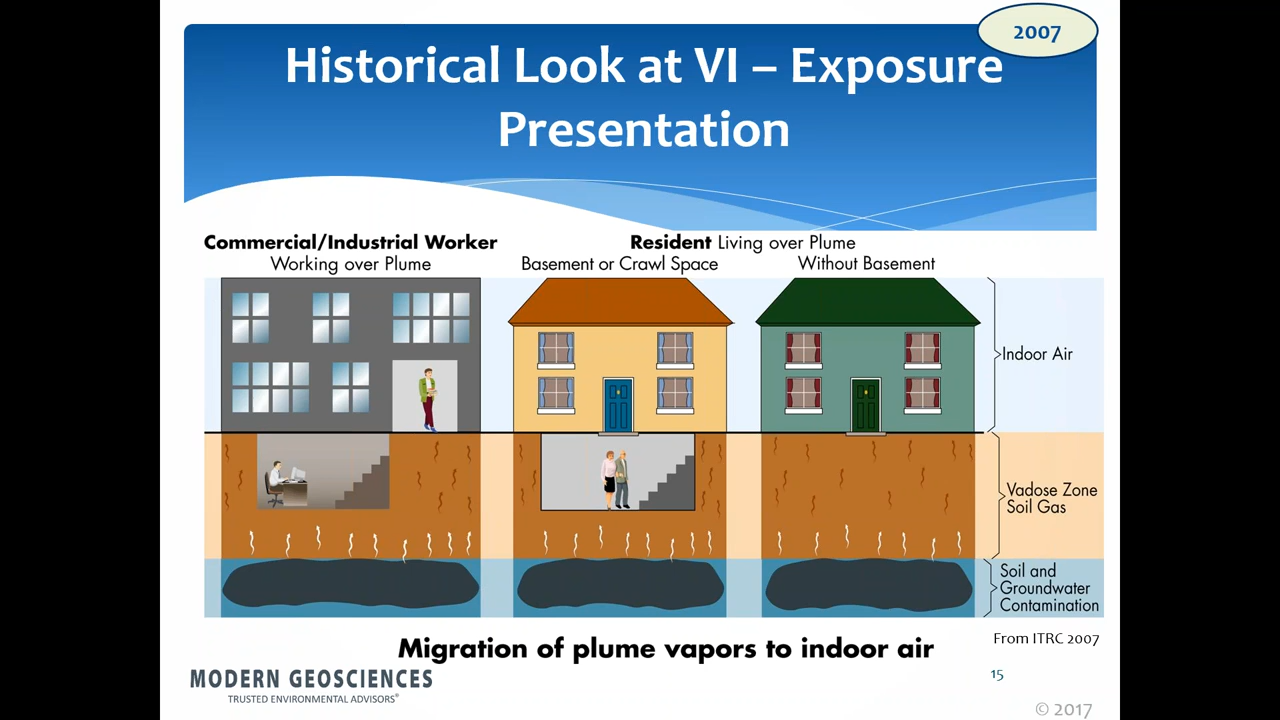 2007
Historical Look at VI – Exposure
Presentation
Commercial/Industrial Worker
Working over Plume
Resident Living over Plume
Basement or Crawl Space
Without Basement
Indoor Air
Vadose Zone
Soil Gas
Soil and
Groundwater
Contamination
From ITRC 2007
Migration of plume vapors to indoor air
MODERN GEOSCIENCES
TRUSTED ENVIRONMENTAL ADVISORS®
15
© 2017